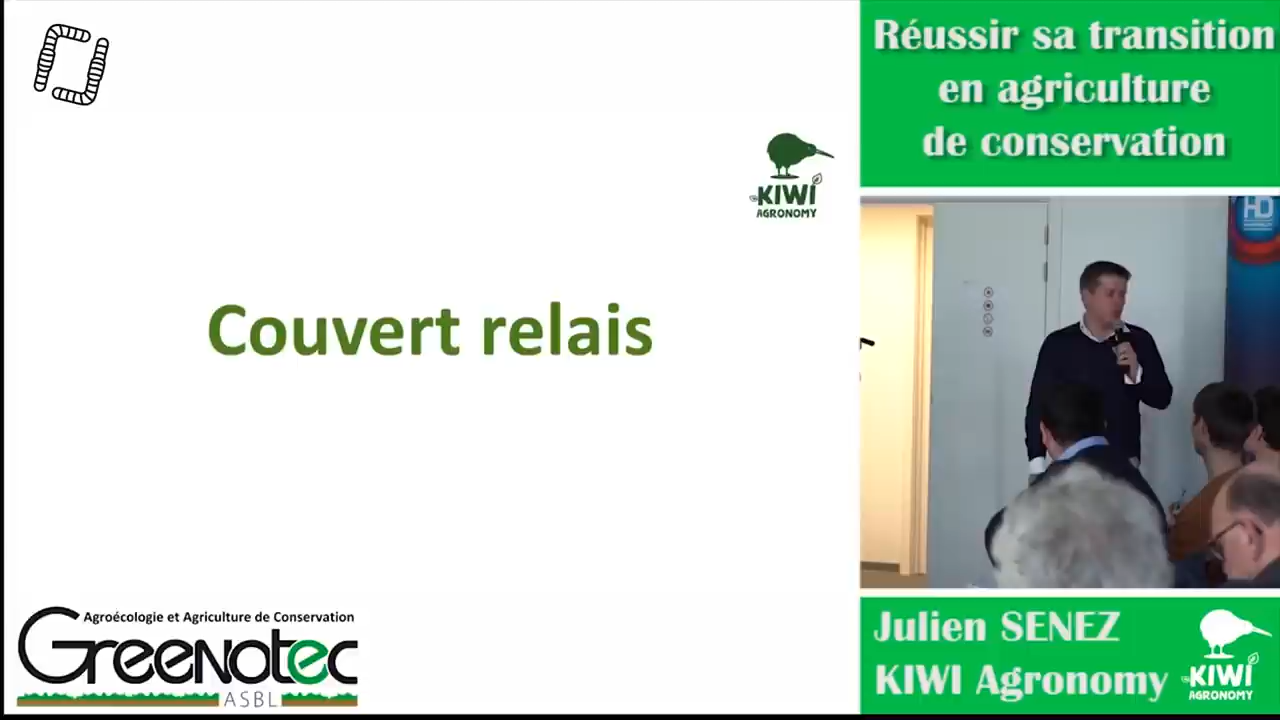 KIWI
AGRONOMY
Couvert relais
Agroécologie et Agriculture de Conservation
Greenotec
ASBL
Réussir sa transition
en agriculture
de conservation
HD
Julien SENEZ
KIWI Agronomy
KIWI
AGRONOMY